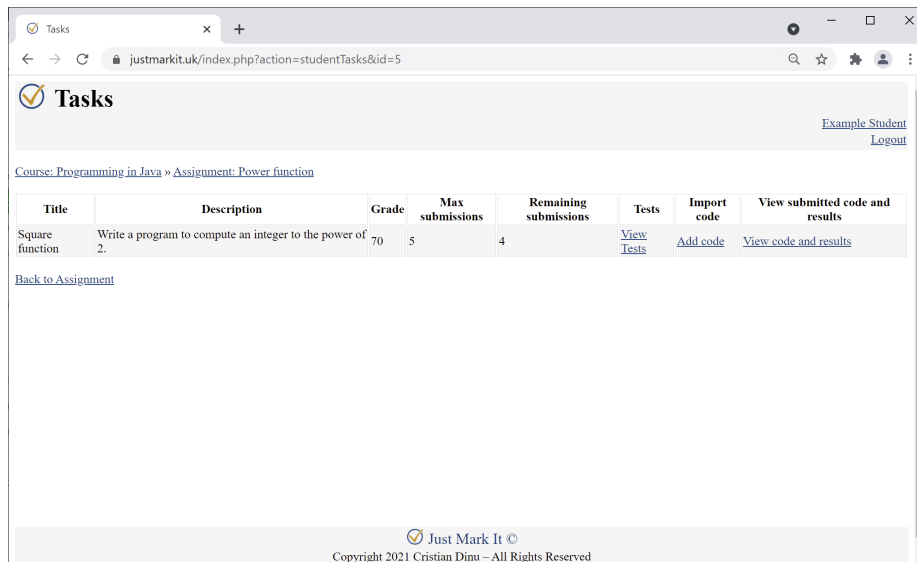 Tasks
justmarkit.uk/index.php?action=studentTasks&id=5
Tasks
Example Student
Logout
Course: Programming in Java » Assignment: Power function
Title Description Grade Max submissions Remaining submissions Tests Import code View submitted code and results
Square function Write a program to compute an integer to the power of 2. 70 5 4 View Tests Add code View code and results
Back to Assignment
Just Mark It ©
Copyright 2021 Cristian Dinu – All Rights Reserved